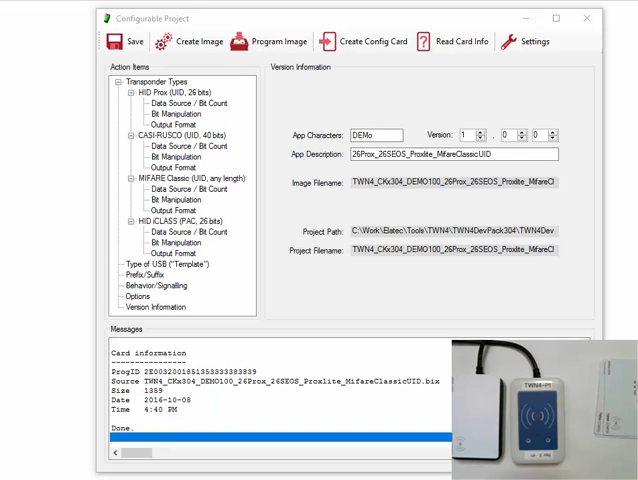 Configurable Project
Save
Create Image
Program Image
Create Config Card
Read Card Info
Settings
Action Items
Transponder Types
HID Prox (UID, 26 bits)
Data Source / Bit Count
Bit Manipulation
Output Format
CASI-RUSCO (UID, 40 bits)
Data Source / Bit Count
Bit Manipulation
Output Format
MIFARE Classic (UID, any length)
Data Source / Bit Count
Bit Manipulation
Output Format
HID iCLASS (PAC, 26 bits)
Data Source / Bit Count
Bit Manipulation
Output Format
Type of USB ("Template")
Prefix/Suffix
Behavior/Signalling
Options
Version Information
Version Information
App Characters: DEMo Version: 1 . 0 0
App Description: 26Prox_26SEOS_Proxlite_MifareClassicUID
Image Filename: TWN4_CKx304_DEMO100_26Prox_26SEOS_Proxlite_MifareCl
Project Path: C:\Work\Elatec\Tools\TWN4\TWN4DevPack304\TWN4Dev
Project Filename: TWN4_CKx304_DEMO100_26Prox_26SEOS_Proxlite_MifareCl
Messages
Card information
----------------
ProgID 2E0032001851353333383839
Source TWN4_CKx304_DEMO100_26Prox_26SEOS_Proxlite_MifareClassicUID.bix
Size 1359
Date 2016-10-08
Time 4:40 PM
Done.
TWN4-PI